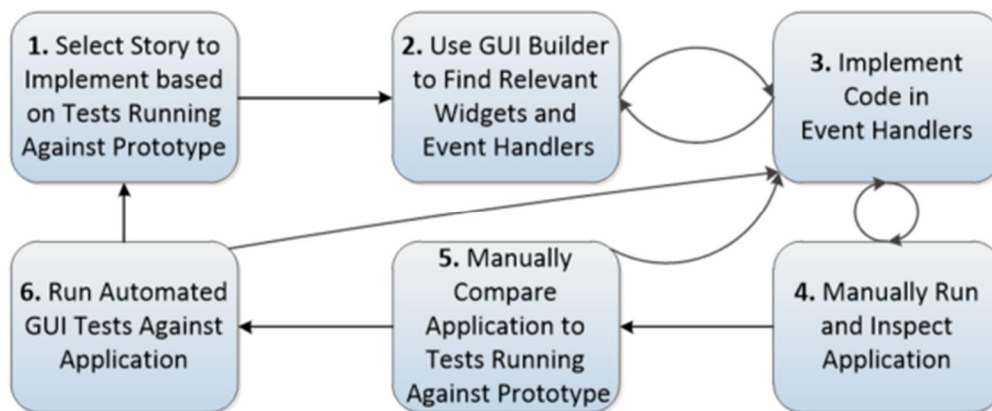 1. Select Story to
Implement based
on Tests Running
Against Prototype
2. Use GUI Builder
to Find Relevant
Widgets and
Event Handlers
3. Implement
Code in
Event Handlers
4. Manually Run
and Inspect
Application
5. Manually
Compare
Application to
Tests Running
Against Prototype
6. Run Automated
GUI Tests Against
Application